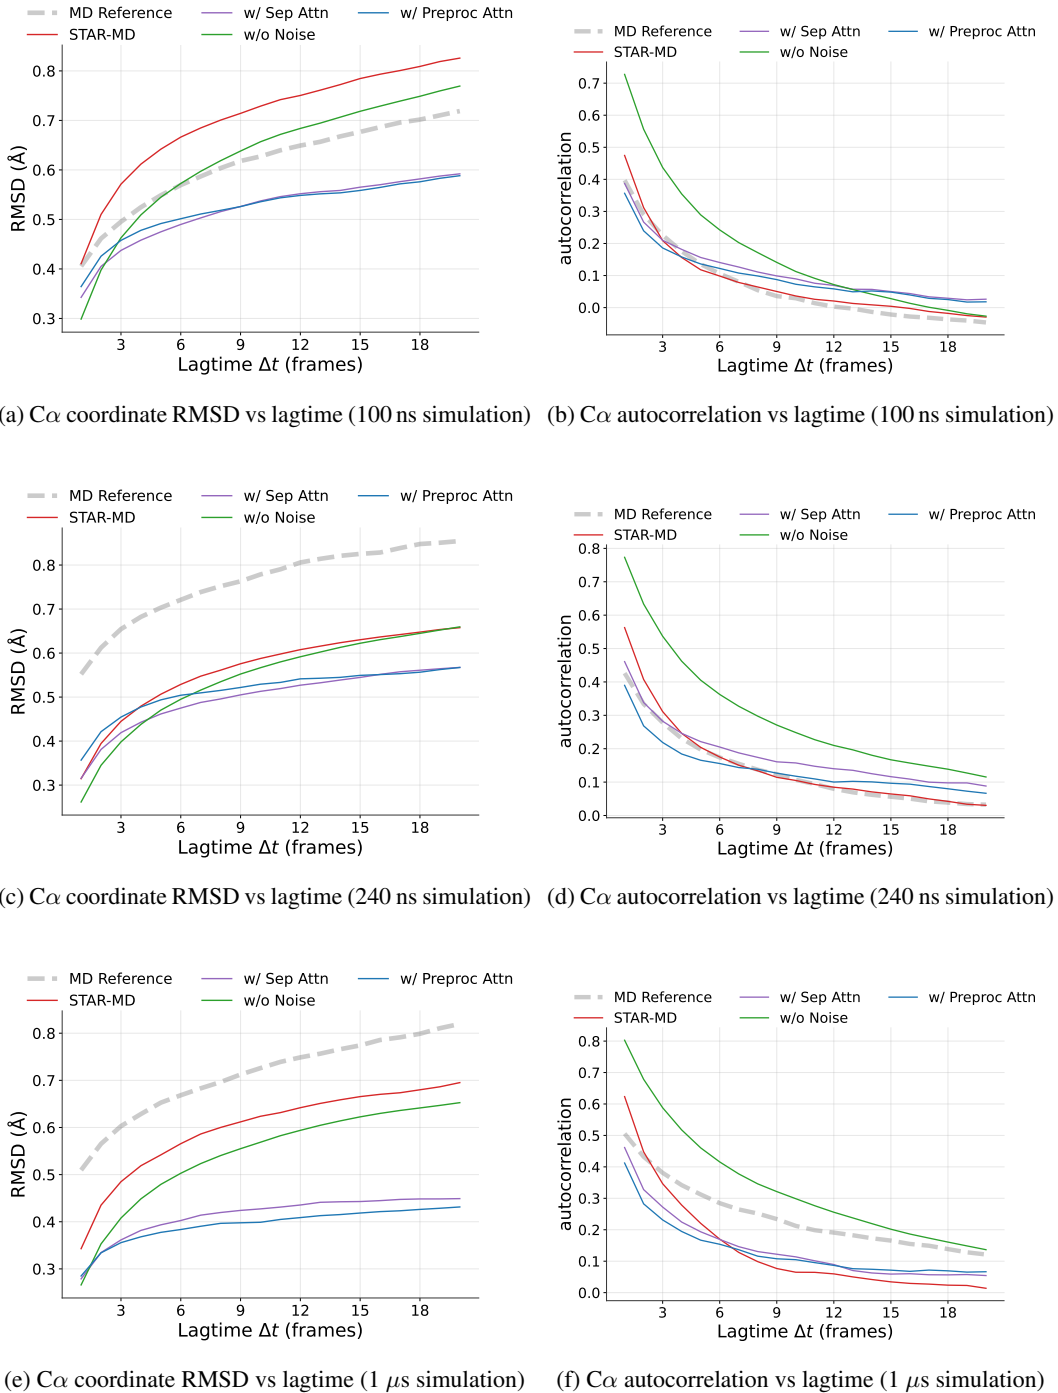 MD Reference w/ Sep Attn w/ Preproc Attn
STAR-MD w/o Noise
RMSD (Å)
0.8
0.7
0.6
0.5
0.4
0.3
3 6 9 12 15 18
Lagtime Δt (frames)
(a) Cα coordinate RMSD vs lagtime (100 ns simulation)
MD Reference w/ Sep Attn w/ Preproc Attn
STAR-MD w/o Noise
autocorrelation
0.7
0.6
0.5
0.4
0.3
0.2
0.1
0.0
3 6 9 12 15 18
Lagtime Δt (frames)
(b) Cα autocorrelation vs lagtime (100 ns simulation)
MD Reference w/ Sep Attn w/ Preproc Attn
STAR-MD w/o Noise
RMSD (Å)
0.8
0.7
0.6
0.5
0.4
0.3
3 6 9 12 15 18
Lagtime Δt (frames)
(c) Cα coordinate RMSD vs lagtime (240 ns simulation)
MD Reference w/ Sep Attn w/ Preproc Attn
STAR-MD w/o Noise
autocorrelation
0.8
0.7
0.6
0.5
0.4
0.3
0.2
0.1
0.0
3 6 9 12 15 18
Lagtime Δt (frames)
(d) Cα autocorrelation vs lagtime (240 ns simulation)
MD Reference w/ Sep Attn w/ Preproc Attn
STAR-MD w/o Noise
RMSD (Å)
0.8
0.7
0.6
0.5
0.4
0.3
3 6 9 12 15 18
Lagtime Δt (frames)
(e) Cα coordinate RMSD vs lagtime (1 μs simulation)
MD Reference w/ Sep Attn w/ Preproc Attn
STAR-MD w/o Noise
autocorrelation
0.8
0.7
0.6
0.5
0.4
0.3
0.2
0.1
0.0
3 6 9 12 15 18
Lagtime Δt (frames)
(f) Cα autocorrelation vs lagtime (1 μs simulation)